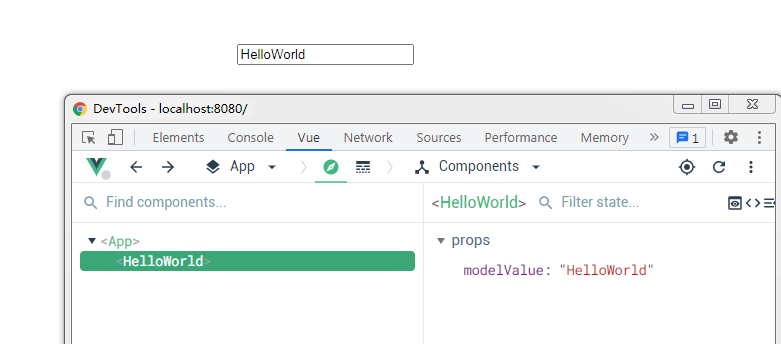 HelloWorld
DevTools - localhost:8080/
Elements Console Vue Network Sources Performance Memory » 1
App Components
Find components...
<HelloWorld> Filter state...
<App>
<HelloWorld>
props
modelValue: "HelloWorld"